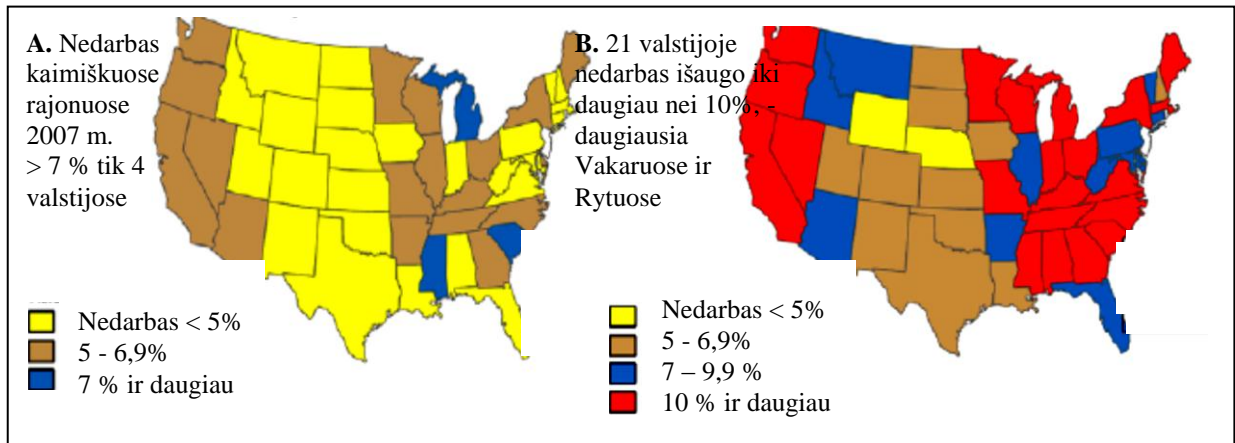 A. Nedarbas
kaimiškuose
rajonuose
2007 m.
> 7 % tik 4
valstijose
Nedarbas < 5%
5 - 6,9%
7 % ir daugiau
B. 21 valstijoje
nedarbas išaugo iki
daugiau nei 10%, -
daugiausia
Vakaruose ir
Rytuose
Nedarbas < 5%
5 - 6,9%
7 – 9,9 %
10 % ir daugiau